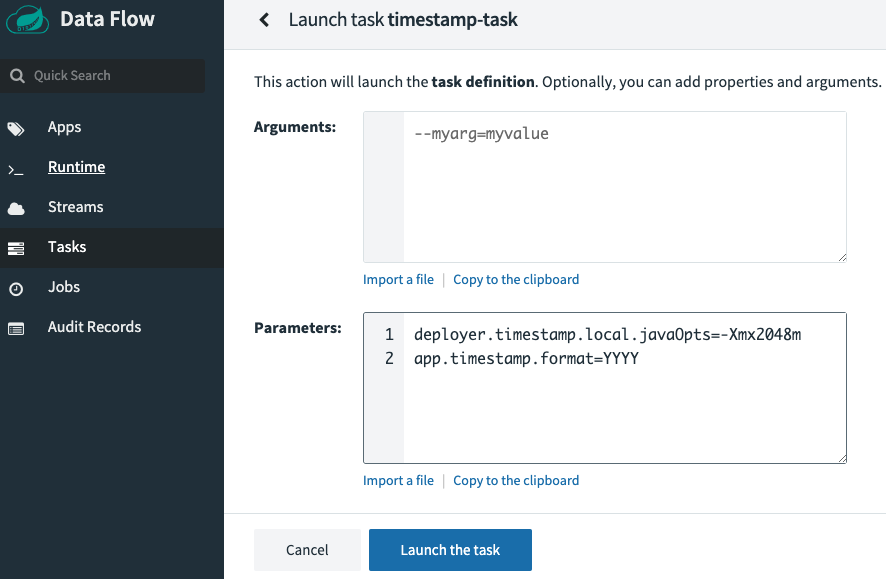 Data Flow
Quick Search
Apps
Runtime
Streams
Tasks
Jobs
Audit Records
Launch task timestamp-task
This action will launch the task definition. Optionally, you can add properties and arguments.
Arguments:
--myarg=myvalue
Import a file | Copy to the clipboard
Parameters:
1 deployer.timestamp.local.javaOpts=-Xmx2048m
2 app.timestamp.format=YYYY
Import a file | Copy to the clipboard
Cancel
Launch the task